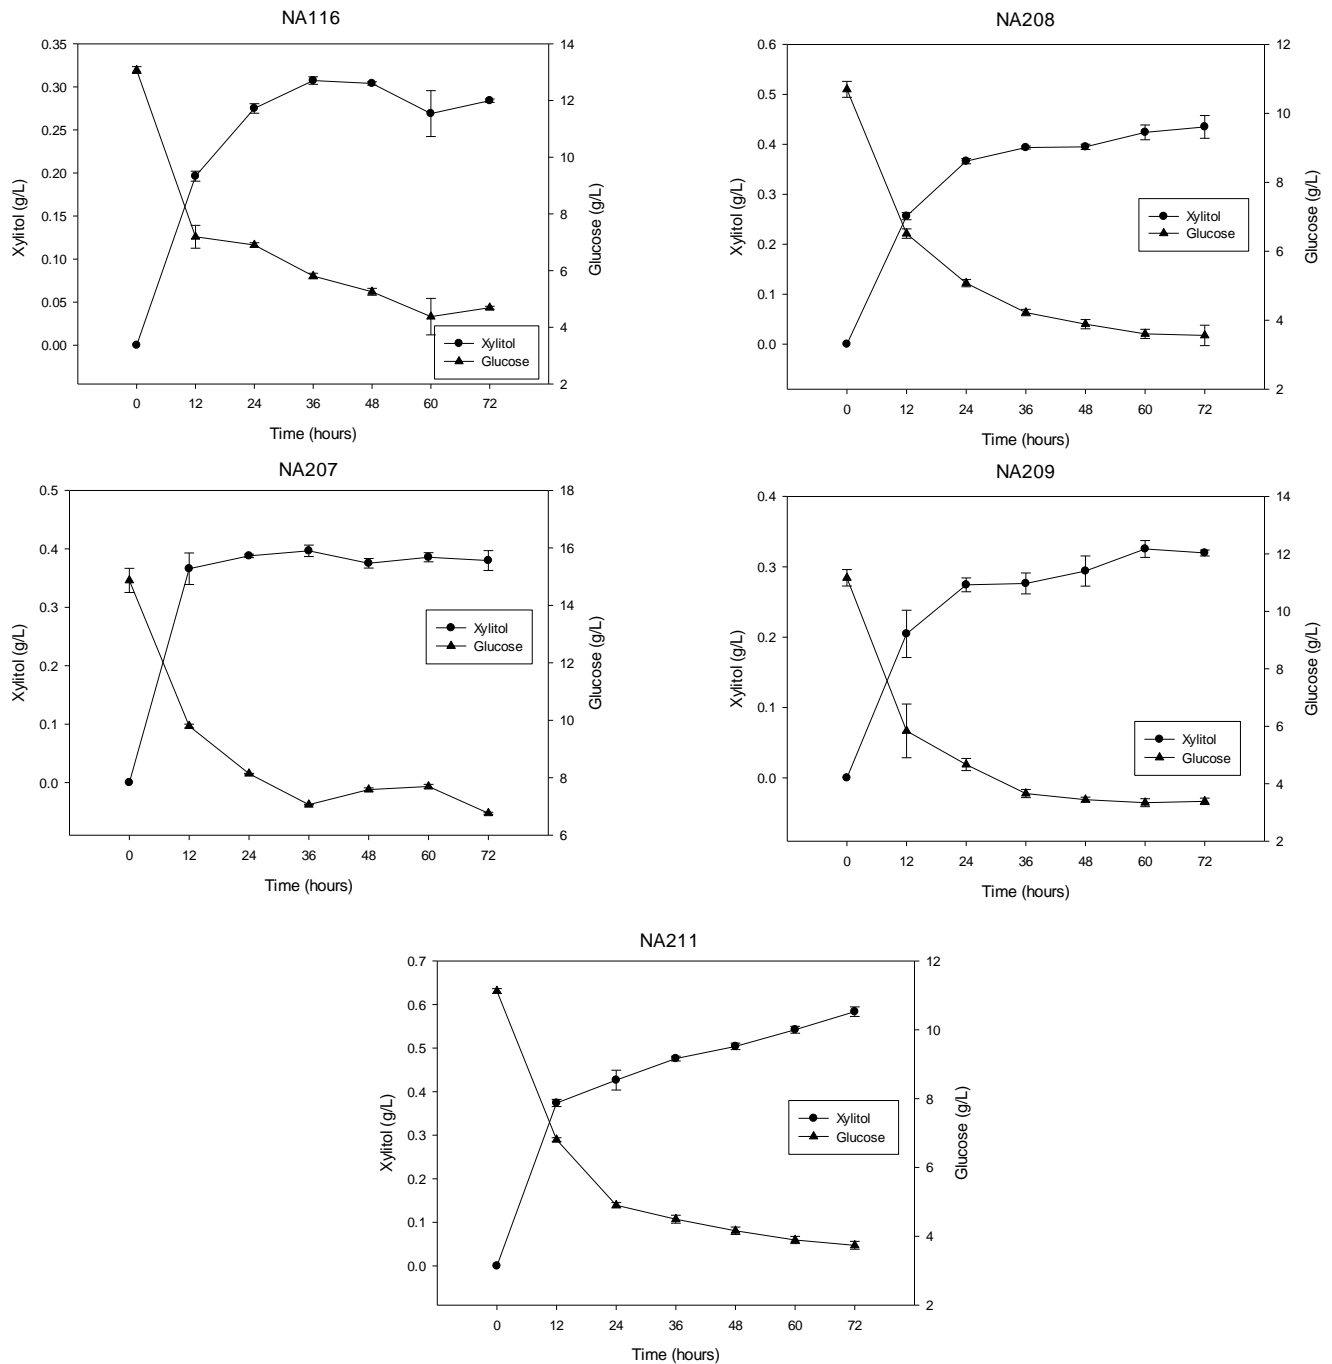 NA116
0.35
0.30
0.25
0.20
0.15
0.10
0.05
0.00
Xylitol (g/L)
14
12
10
8
6
4
2
Glucose (g/L)
Xylitol
Glucose
0 12 24 36 48 60 72
Time (hours)
NA208
0.6
0.5
0.4
0.3
0.2
0.1
0.0
Xylitol (g/L)
12
10
8
6
4
2
Glucose (g/L)
Xylitol
Glucose
0 12 24 36 48 60 72
Time (hours)
NA207
0.5
0.4
0.3
0.2
0.1
0.0
Xylitol (g/L)
18
16
14
12
10
8
6
Glucose (g/L)
Xylitol
Glucose
0 12 24 36 48 60 72
Time (hours)
NA209
0.4
0.3
0.2
0.1
0.0
Xylitol (g/L)
14
12
10
8
6
4
2
Glucose (g/L)
Xylitol
Glucose
0 12 24 36 48 60 72
Time (hours)
NA211
0.7
0.6
0.5
0.4
0.3
0.2
0.1
0.0
Xylitol (g/L)
12
10
8
6
4
2
Glucose (g/L)
Xylitol
Glucose
0 12 24 36 48 60 72
Time (hours)